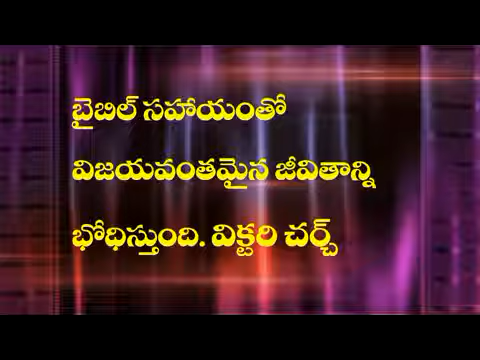 బైబిల్ సహాయంతో
విజయవంతమైన జీవితాన్ని
భోధిస్తుంది. విక్టరి చర్చ్